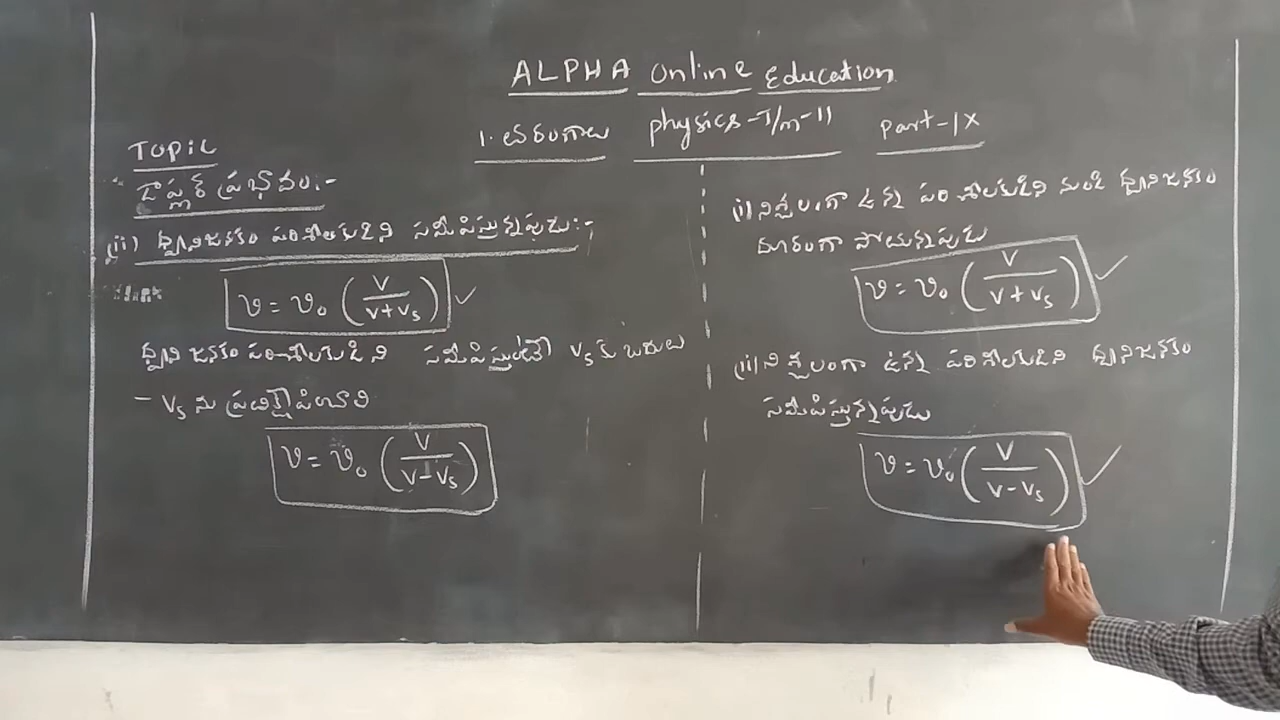 ALPHA Online Education
1. తరంగాలు Physics-T/m-II Part-IX
TOPIC
డాప్లర్ ప్రభావం:-
(ii) ధ్వనిజనకం పరిశీలకుడిని సమీపిస్తున్నపుడు:-
υ = υ₀ (V / V+Vs)
ధ్వనిజనకం పరిశీలకుడిని సమీపిస్తుంటే Vs కు బదులు
- Vs ను ప్రతిక్షేపించాలి
υ = υ₀ (V / V-Vs)
(i) నిశ్చలంగా ఉన్న పరిశీలకుడిని నుండి ధ్వనిజనకం
దూరంగా పోయునపుడు
υ = υ₀ (V / V+Vs) ✓
(ii) నిశ్చలంగా ఉన్న పరిశీలకుడిని ధ్వనిజనకం
సమీపిస్తున్నపుడు
υ = υ₀ (V / V-Vs) ✓